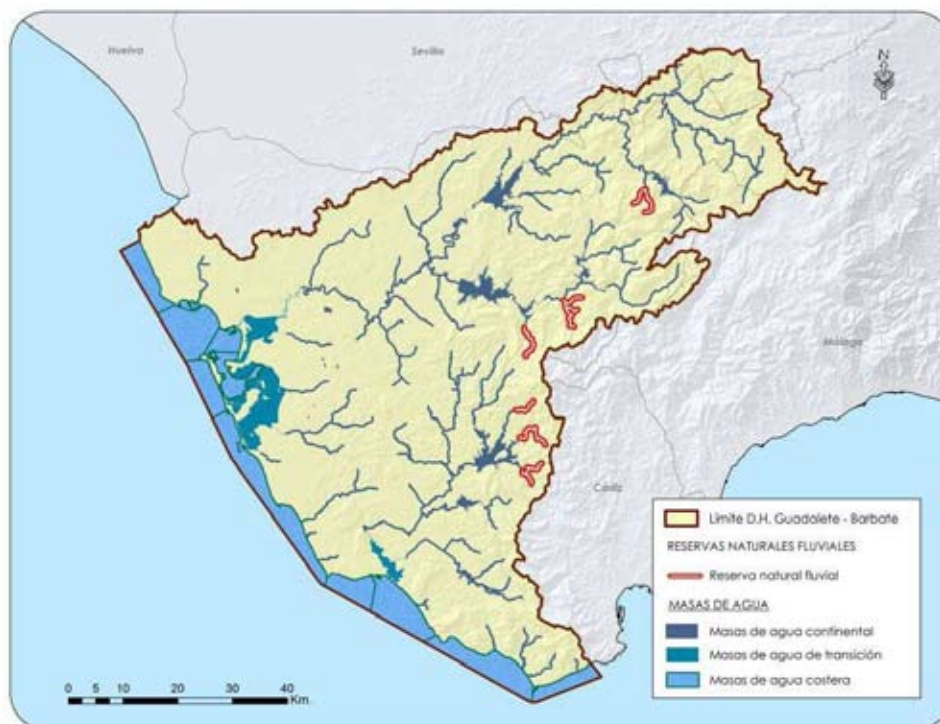 Huelva
Sevilla
N
Málaga
Cádiz
Límite D.H. Guadalete - Barbate
RESERVAS NATURALES FLUVIALES
Reserva natural fluvial
MASAS DE AGUA
Masas de agua continental
Masas de agua de transición
Masas de agua costera
0 5 10 20 30 40
Km